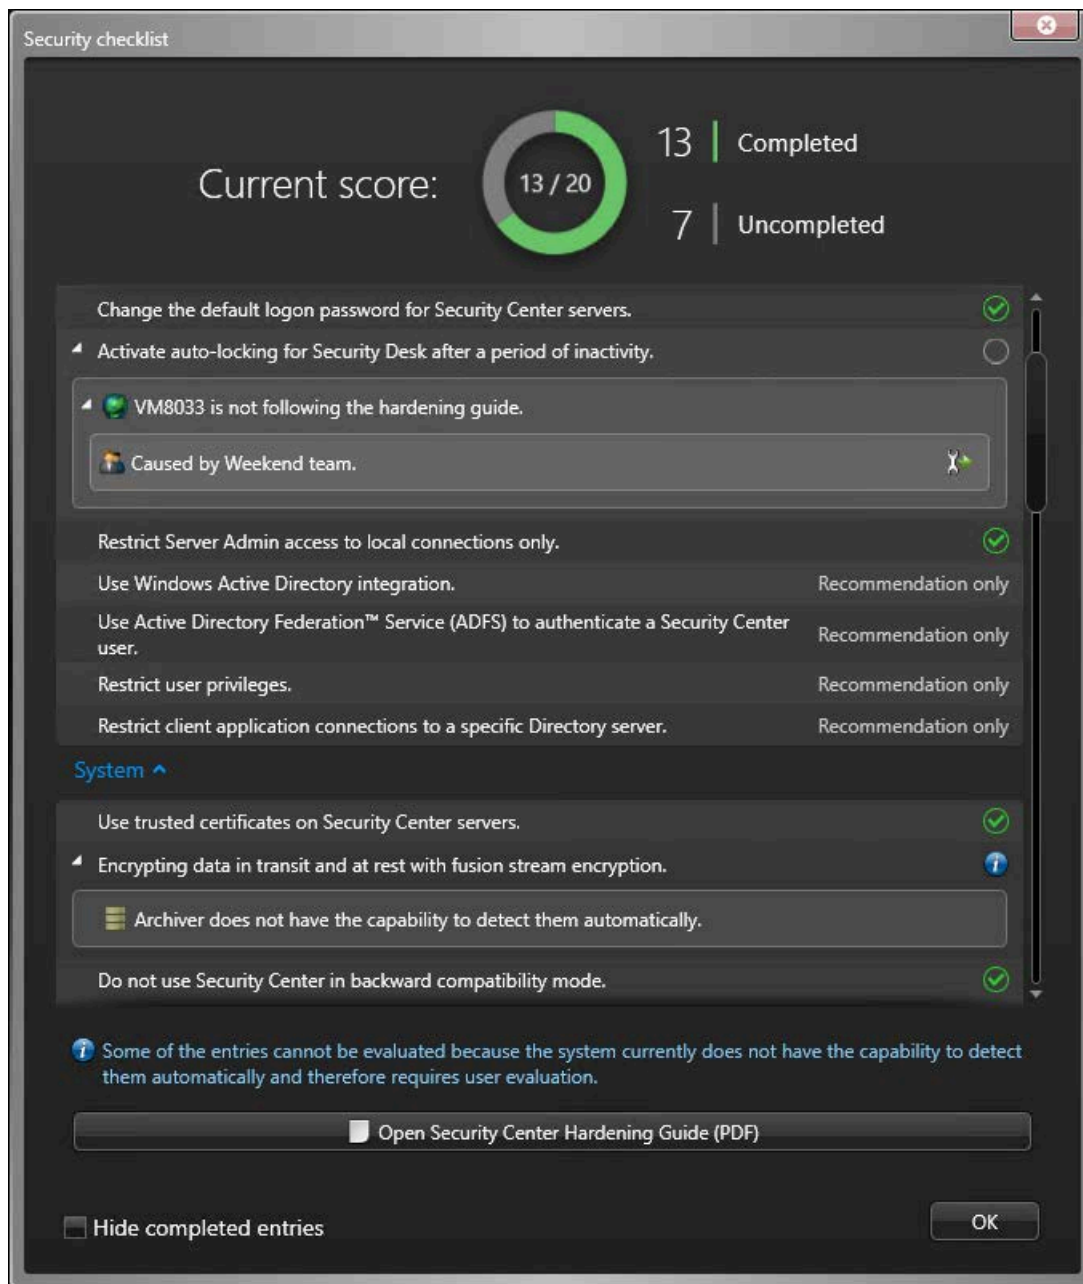 Security checklist
Current score:
13 / 20
13 Completed
7 Uncompleted
Change the default logon password for Security Center servers.
Activate auto-locking for Security Desk after a period of inactivity.
VM8033 is not following the hardening guide.
Caused by Weekend team.
Restrict Server Admin access to local connections only.
Use Windows Active Directory integration. Recommendation only
Use Active Directory Federation™ Service (ADFS) to authenticate a Security Center
user. Recommendation only
Restrict user privileges. Recommendation only
Restrict client application connections to a specific Directory server. Recommendation only
System
Use trusted certificates on Security Center servers.
Encrypting data in transit and at rest with fusion stream encryption.
Archiver does not have the capability to detect them automatically.
Do not use Security Center in backward compatibility mode.
Some of the entries cannot be evaluated because the system currently does not have the capability to detect
them automatically and therefore requires user evaluation.
Open Security Center Hardening Guide (PDF)
Hide completed entries
OK